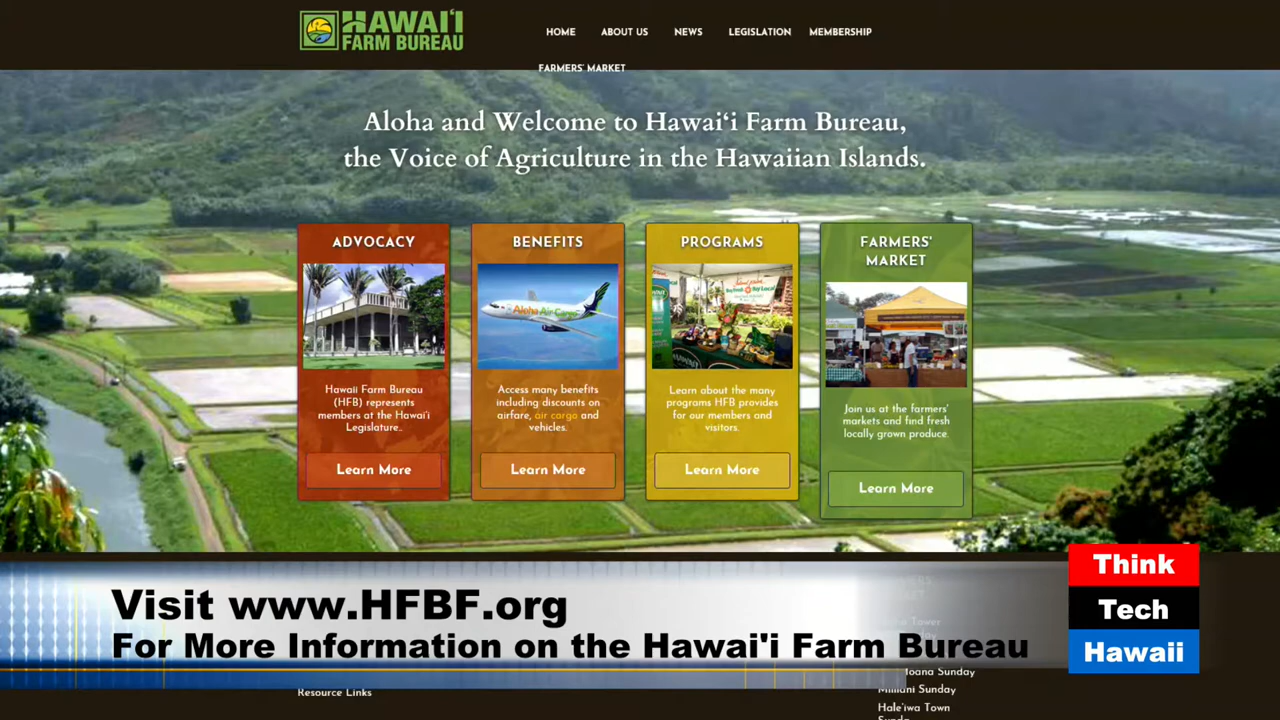 HAWAI'I
FARM BUREAU
HOME
ABOUT US
NEWS
LEGISLATION
MEMBERSHIP
FARMERS' MARKET
Aloha and Welcome to Hawai‘i Farm Bureau,
the Voice of Agriculture in the Hawaiian Islands.
ADVOCACY
Hawaii Farm Bureau
(HFB) represents
members at the Hawai'i
Legislature..
Learn More
BENEFITS
Aloha Air Cargo
Access many benefits
including discounts on
airfare, air cargo and
vehicles.
Learn More
PROGRAMS
Learn about the many
programs HFB provides
for our members and
visitors.
Learn More
FARMERS'
MARKET
Join us at the farmers'
markets and find fresh
locally grown produce.
Learn More
Visit www.HFBF.org
For More Information on the Hawai'i Farm Bureau
Think
Tech
Hawaii
Resource Links
Sunday
Mililani Sunday
Hale'iwa Town